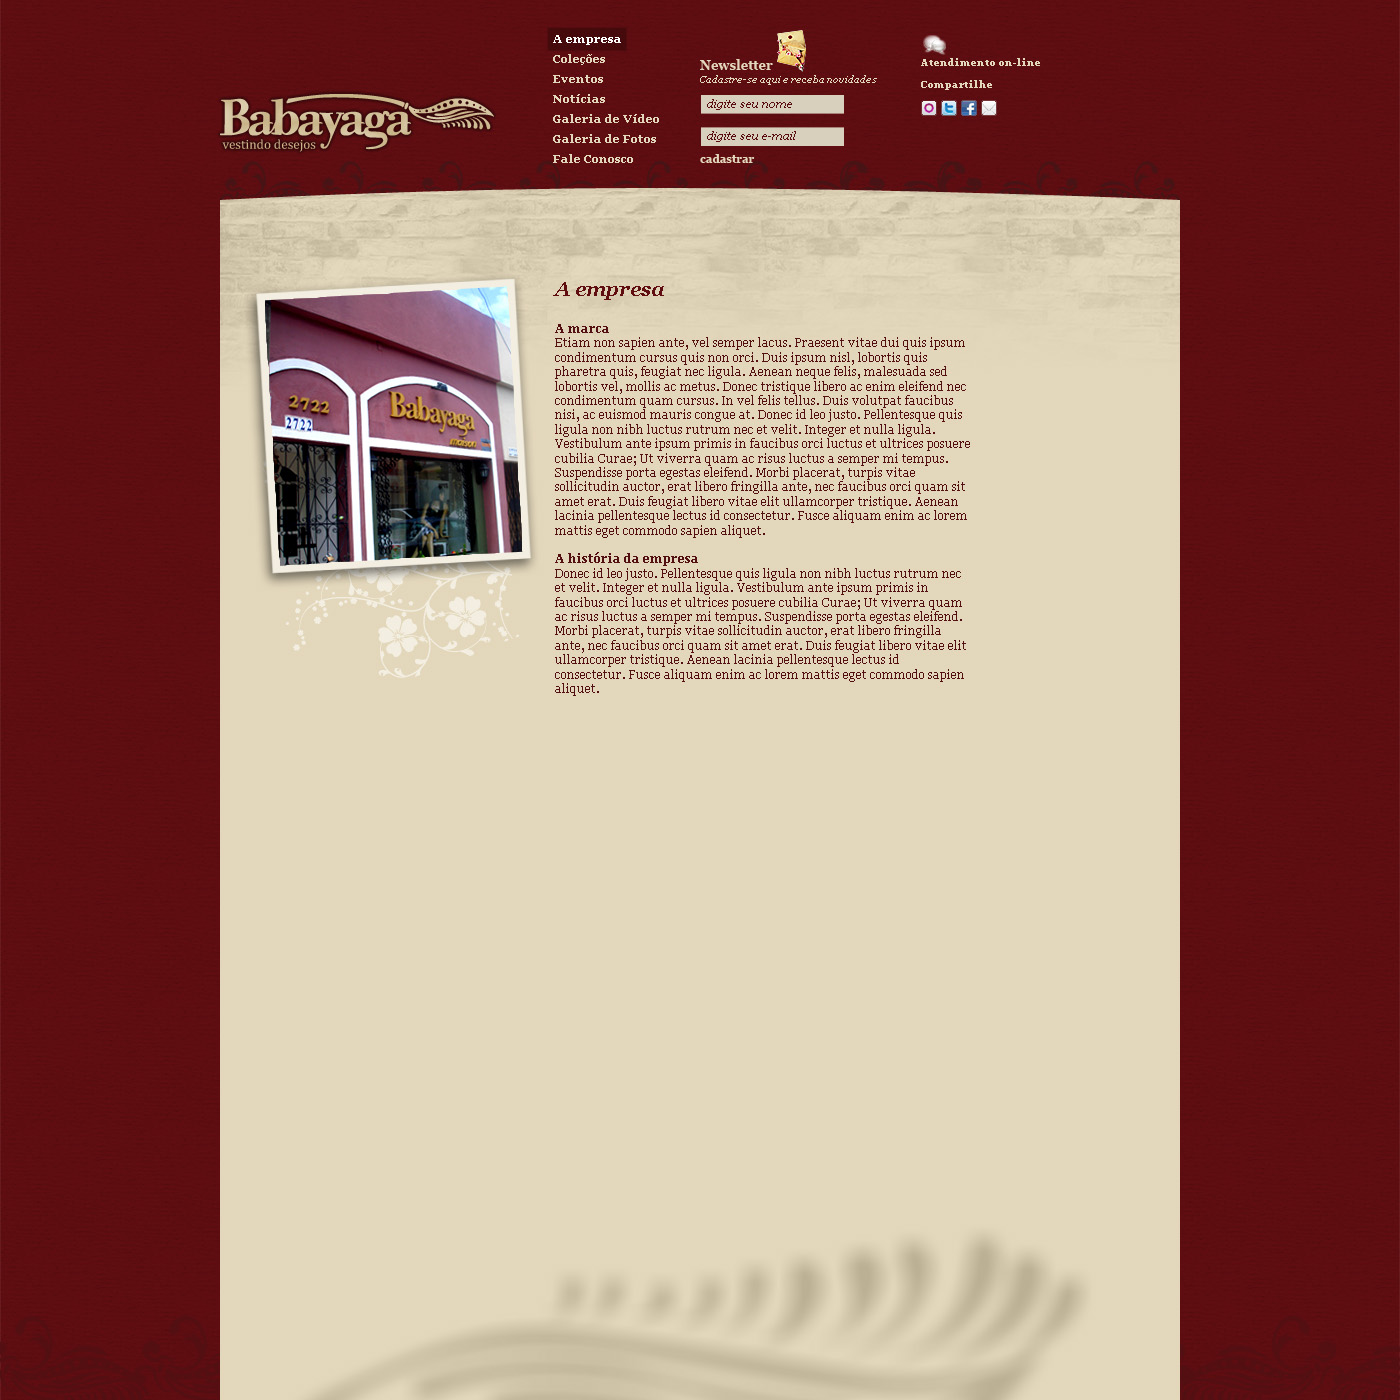 Babayaga
vestindo desejos
A empresa
Coleções
Eventos
Notícias
Galeria de Vídeo
Galeria de Fotos
Fale Conosco
Newsletter
Cadastre-se aqui e receba novidades
digite seu nome
digite seu e-mail
cadastrar
Atendimento on-line
Compartilhe
2722
2722
Babayaga
maison
A empresa
A marca
Etiam non sapien ante, vel semper lacus. Praesent vitae dui quis ipsum
condimentum cursus quis non orci. Duis ipsum nisl, lobortis quis
pharetra quis, feugiat nec ligula. Aenean neque felis, malesuada sed
lobortis vel, mollis ac metus. Donec tristique libero ac enim eleifend nec
condimentum quam cursus. In vel felis tellus. Duis volutpat faucibus
nisi, ac euismod mauris congue at. Donec id leo justo. Pellentesque quis
ligula non nibh luctus rutrum nec et velit. Integer et nulla ligula.
Vestibulum ante ipsum primis in faucibus orci luctus et ultrices posuere
cubilia Curae; Ut viverra quam ac risus luctus a semper mi tempus.
Suspendisse porta egestas eleifend. Morbi placerat, turpis vitae
sollicitudin auctor, erat libero fringilla ante, nec faucibus orci quam sit
amet erat. Duis feugiat libero vitae elit ullamcorper tristique. Aenean
lacinia pellentesque lectus id consectetur. Fusce aliquam enim ac lorem
mattis eget commodo sapien aliquet.
A história da empresa
Donec id leo justo. Pellentesque quis ligula non nibh luctus rutrum nec
et velit. Integer et nulla ligula. Vestibulum ante ipsum primis in
faucibus orci luctus et ultrices posuere cubilia Curae; Ut viverra quam
ac risus luctus a semper mi tempus. Suspendisse porta egestas eleifend.
Morbi placerat, turpis vitae sollicitudin auctor, erat libero fringilla
ante, nec faucibus orci quam sit amet erat. Duis feugiat libero vitae elit
ullamcorper tristique. Aenean lacinia pellentesque lectus id
consectetur. Fusce aliquam enim ac lorem mattis eget commodo sapien
aliquet.